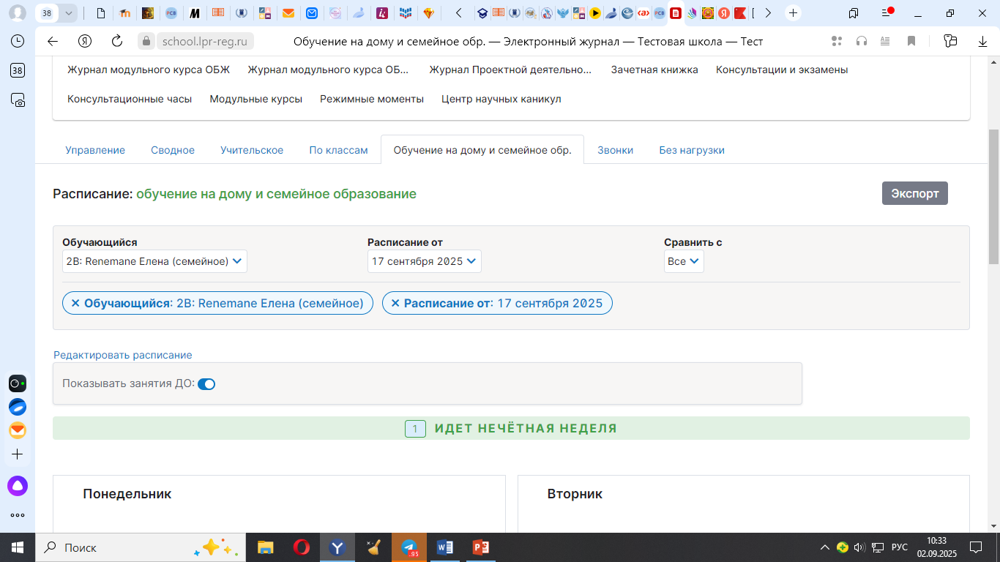 38
school.lpr-reg.ru
Обучение на дому и семейное обр. — Электронный журнал — Тестовая школа — Тест
38
Журнал модульного курса ОБЖ Журнал модульного курса ОБ... Журнал Проектной деятельно... Зачетная книжка Консультации и экзамены
Консультационные часы Модульные курсы Режимные моменты Центр научных каникул
Управление Сводное Учительское По классам Обучение на дому и семейное обр. Звонки Без нагрузки
Расписание: обучение на дому и семейное образование
Экспорт
Обучающийся Расписание от Сравнить с
2В: Renemane Елена (семейное) 17 сентября 2025 Все
× Обучающийся: 2В: Renemane Елена (семейное) × Расписание от: 17 сентября 2025
Редактировать расписание
Показывать занятия ДО:
1 ИДЕТ НЕЧЁТНАЯ НЕДЕЛЯ
Понедельник Вторник
Поиск
.95
РУС
10:33
02.09.2025